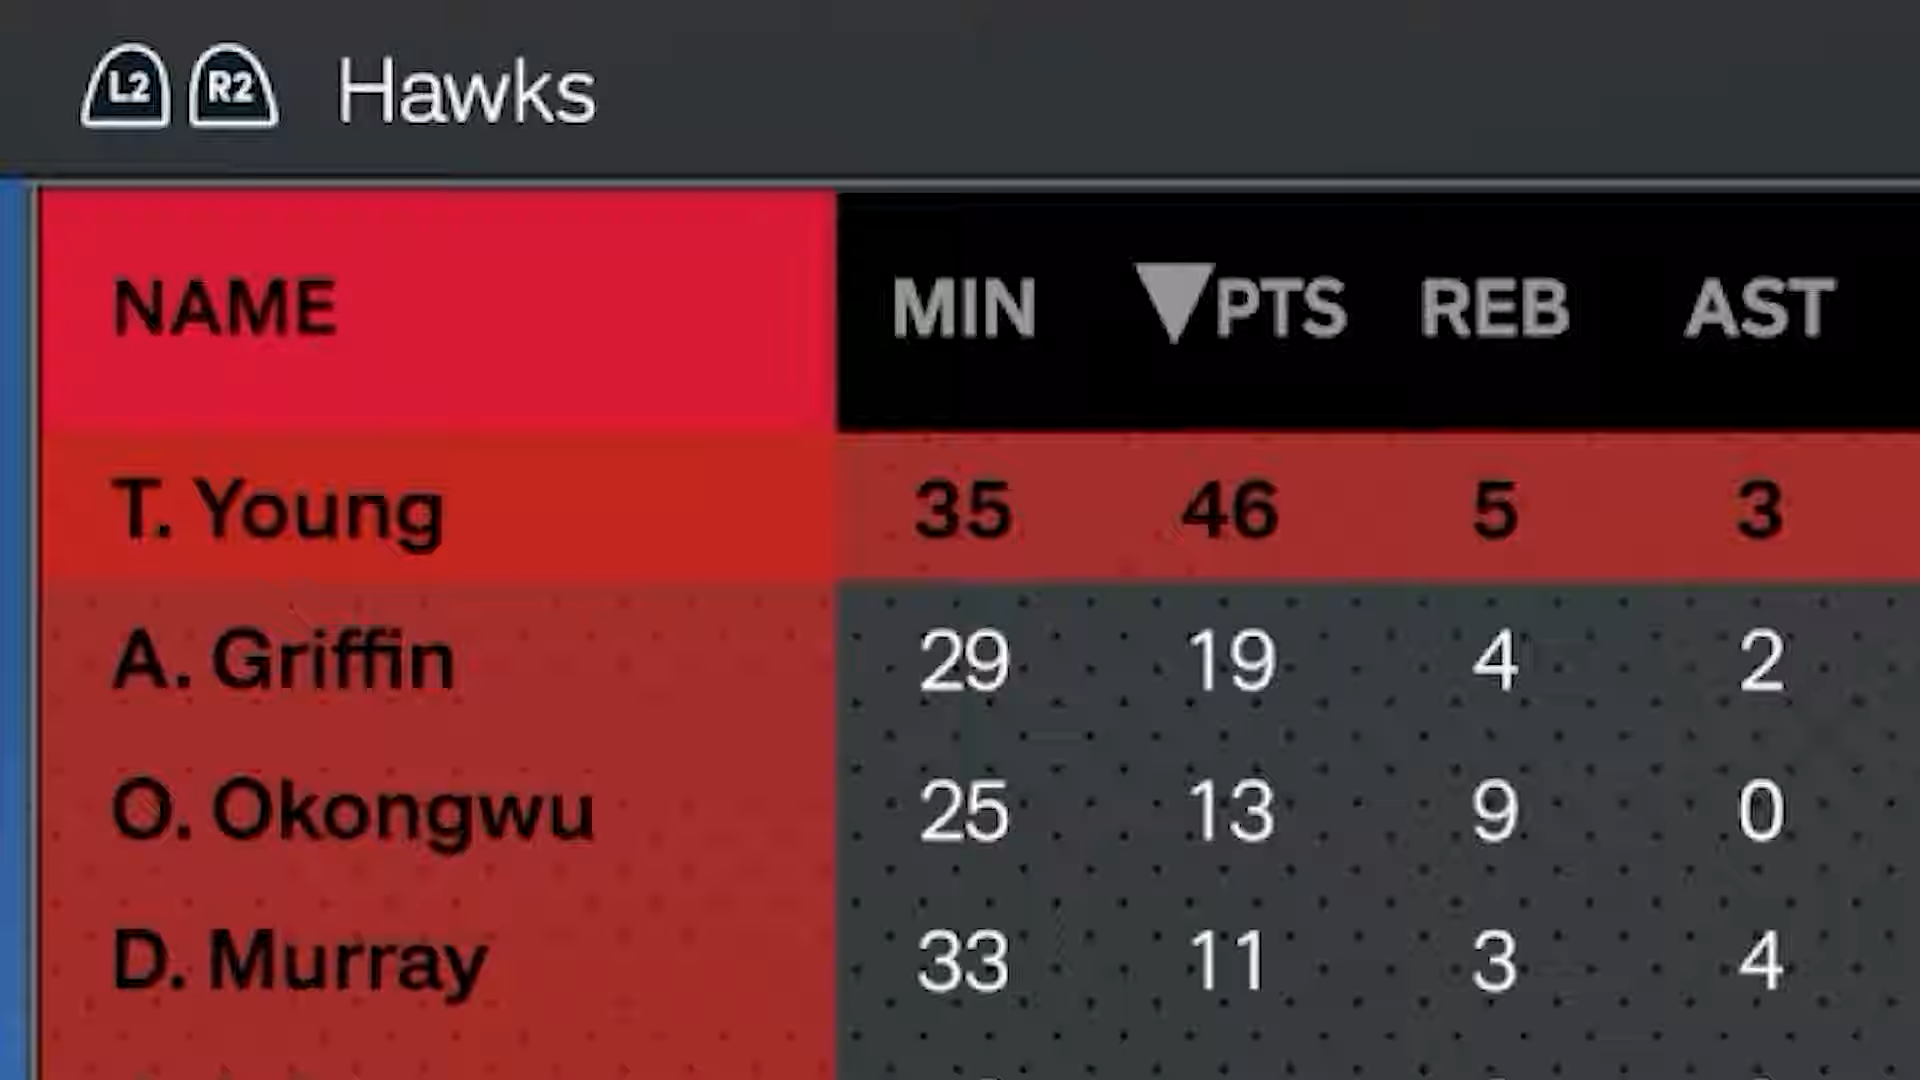 L2 R2 Hawks
NAME MIN ▼PTS REB AST
T. Young 35 46 5 3
A. Griffin 29 19 4 2
O. Okongwu 25 13 9 0
D. Murray 33 11 3 4